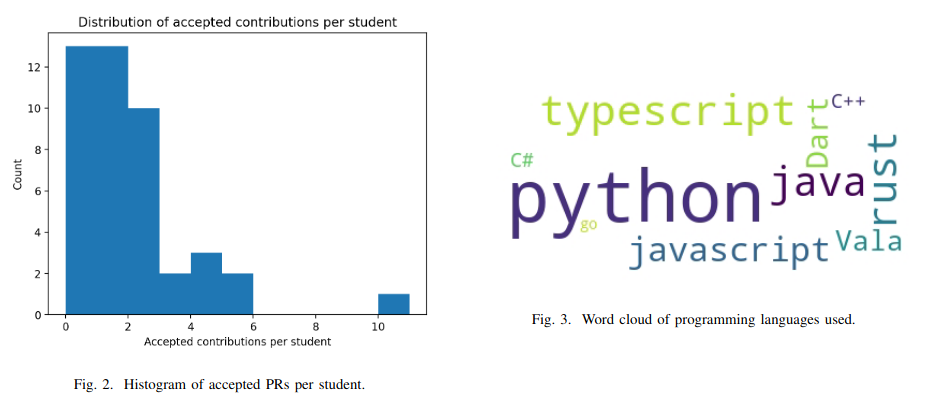 Distribution of accepted contributions per student
12
10
8
6
4
2
0
Count
0 2 4 6 8 10
Accepted contributions per student
Fig. 2. Histogram of accepted PRs per student.
typescript
Dart
C++
rust
C#
python
java
go
javascript
Vala
Fig. 3. Word cloud of programming languages used.